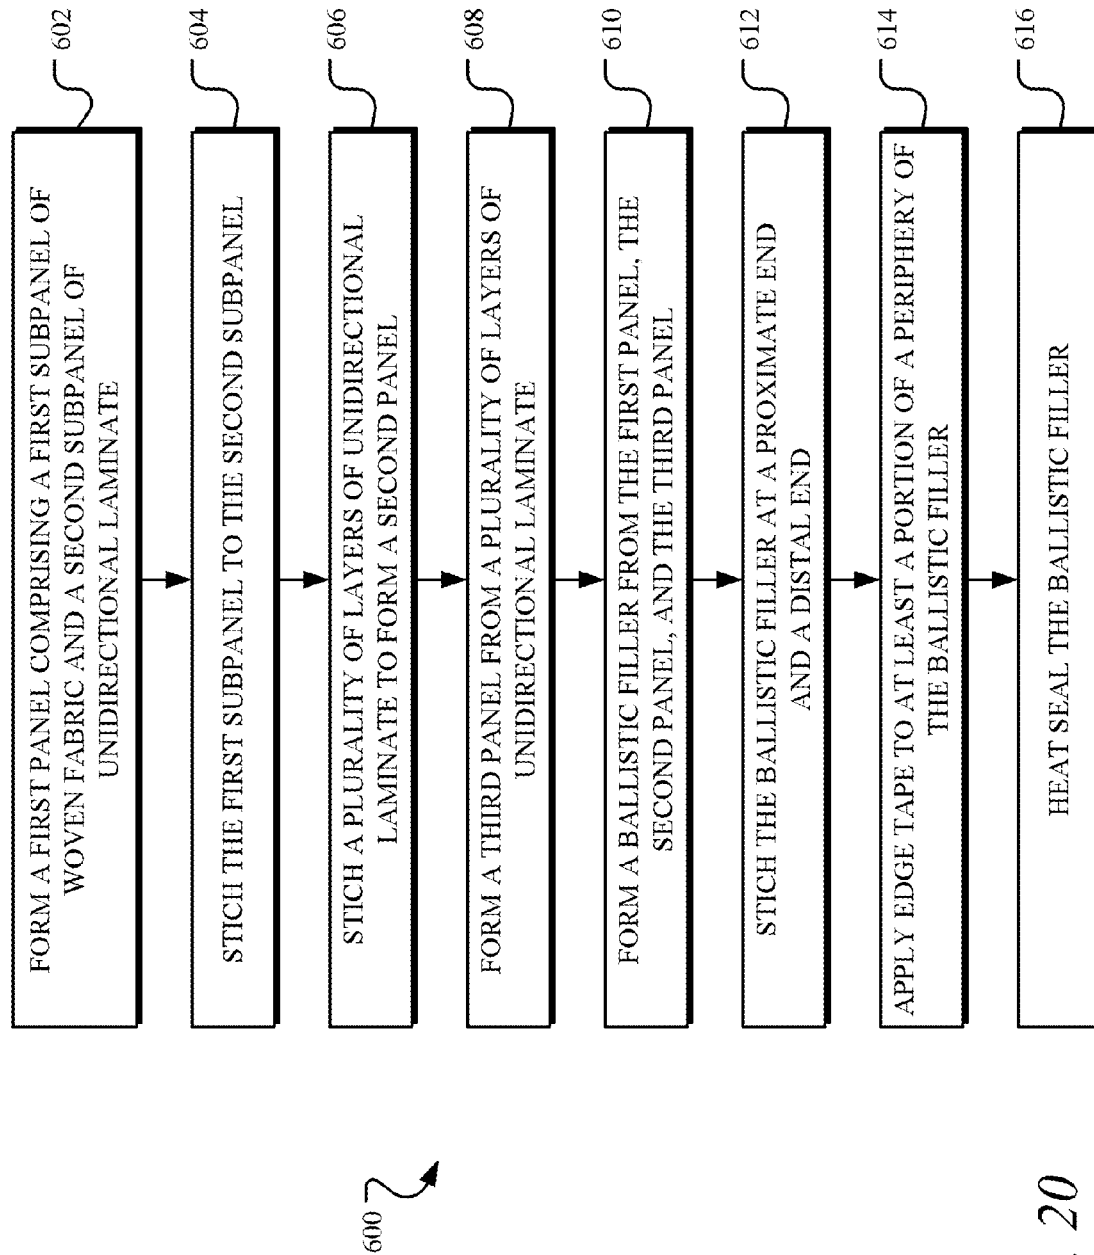 600
FORM A FIRST PANEL COMPRISING A FIRST SUBPANEL OF
WOVEN FABRIC AND A SECOND SUBPANEL OF
UNIDIRECTIONAL LAMINATE
602
STICH THE FIRST SUBPANEL TO THE SECOND SUBPANEL
604
STICH A PLURALITY OF LAYERS OF UNIDIRECTIONAL
LAMINATE TO FORM A SECOND PANEL
606
FORM A THIRD PANEL FROM A PLURALITY OF LAYERS OF
UNIDIRECTIONAL LAMINATE
608
FORM A BALLISTIC FILLER FROM THE FIRST PANEL, THE
SECOND PANEL, AND THE THIRD PANEL
610
STICH THE BALLISTIC FILLER AT A PROXIMATE END
AND A DISTAL END
612
APPLY EDGE TAPE TO AT LEAST A PORTION OF A PERIPHERY OF
THE BALLISTIC FILLER
614
HEAT SEAL THE BALLISTIC FILLER
616
. 20